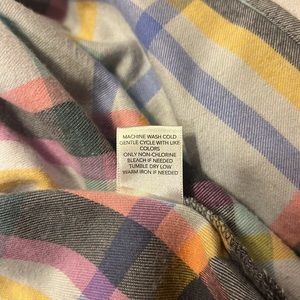 MACHINE WASH COLD
GENTLE CYCLE WITH LIKE
COLORS
ONLY NON-CHLORINE
BLEACH IF NEEDED
TUMBLE DRY LOW
WARM IRON IF NEEDED